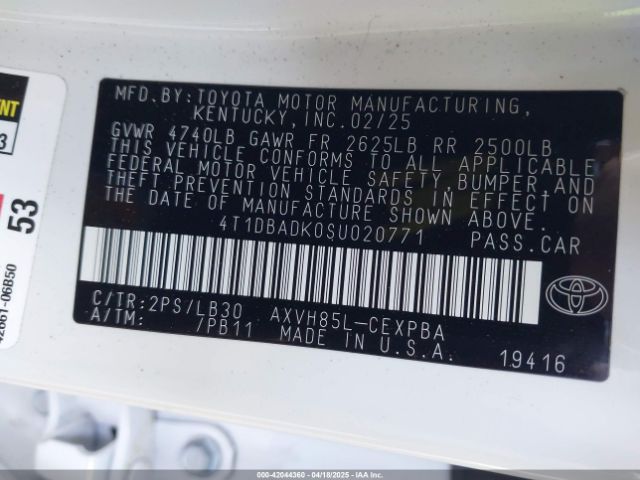 MFD.BY:TOYOTA MOTOR MANUFACTURING,
KENTUCKY,INC.02/25
GVWR 4740LB GAWR FR 2625LB RR 2500LB
THIS VEHICLE CONFORMS TO ALL APPLICABLE
FEDERAL MOTOR VEHICLE SAFETY,BUMPER,AND
THEFT PREVENTION STANDARDS IN EFFECT ON
THE DATE OF MANUFACTURE SHOWN ABOVE.
4T1DBADK0SU020771 PASS.CAR
C/TR:2PS/LB30 AXVH85L-CEXPBA
A/TM: /PB11 MADE IN U.S.A. 19416
53
42661-06B50
000-42044360 - 04/18/2025 - IAA Inc.